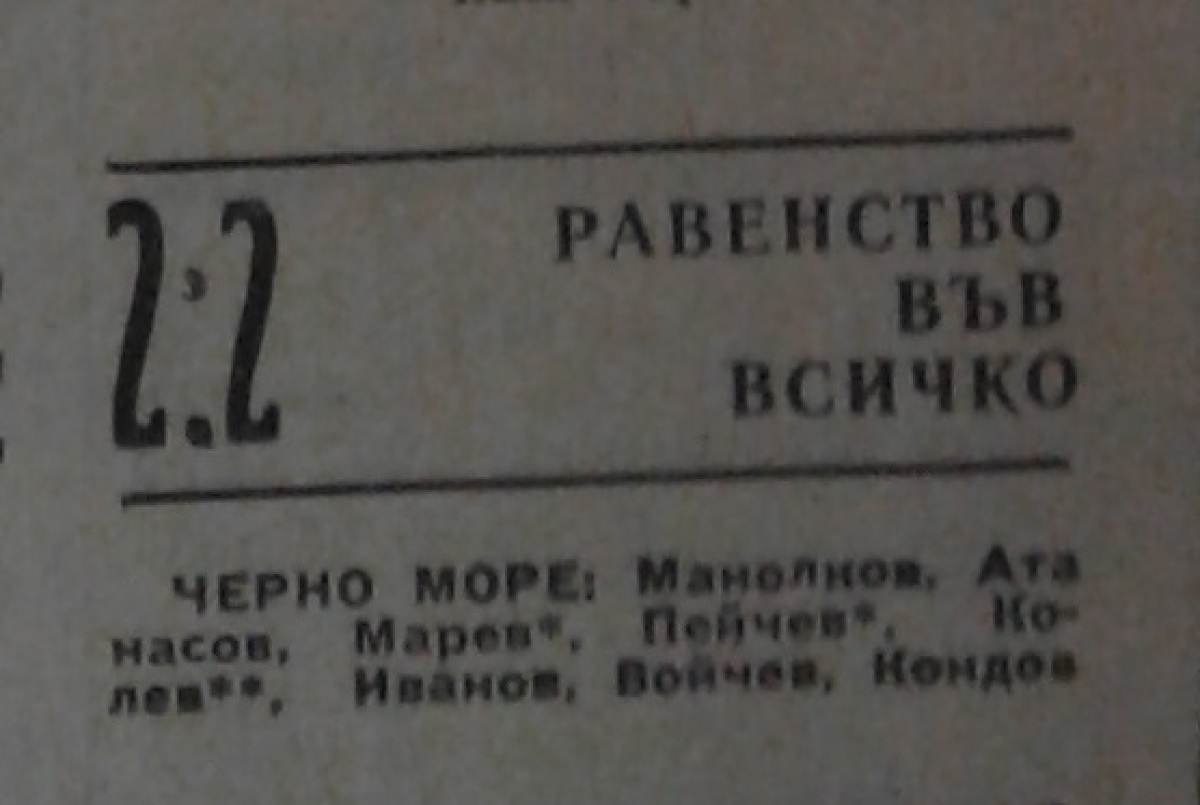 2:2
РАВЕНСТВО
ВЪВ
ВСИЧКО
ЧЕРНО МОРЕ: Манолков, Ата
насов, Марев*, Пейчев*, Ко-
лев**, Иванов, Войчев, Кондов